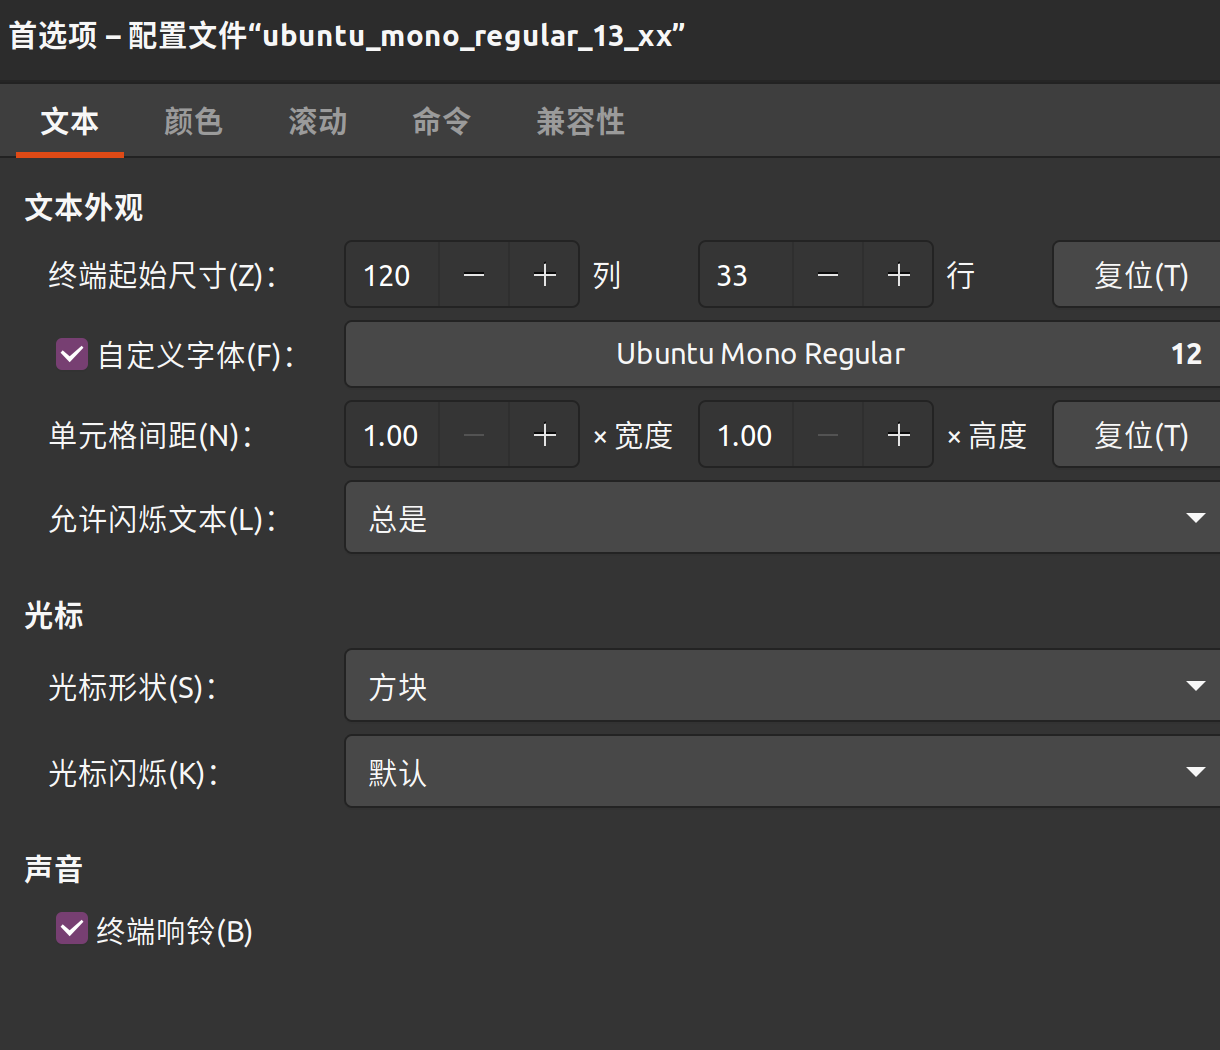 首选项 – 配置文件“ubuntu_mono_regular_13_xx”
文本 颜色 滚动 命令 兼容性
文本外观
终端起始尺寸(Z)： 120 列 33 行 复位(T)
自定义字体(F)： Ubuntu Mono Regular 12
单元格间距(N)： 1.00 × 宽度 1.00 × 高度 复位(T)
允许闪烁文本(L)： 总是
光标
光标形状(S)： 方块
光标闪烁(K)： 默认
声音
终端响铃(B)